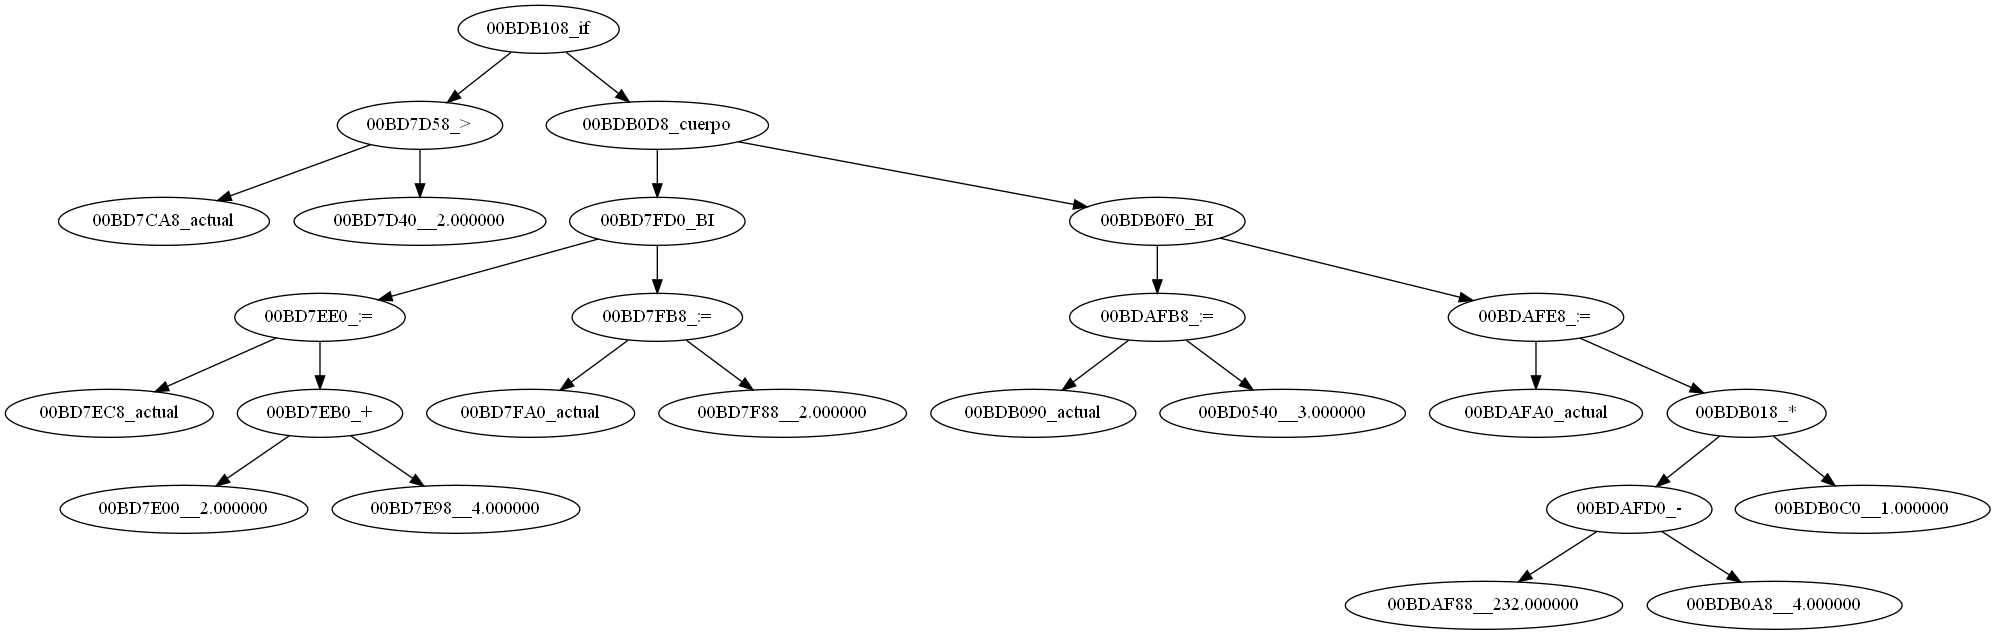 00BDB108_if
00BD7D58_>
00BDB0D8_cuerpo
00BD7CA8_actual
00BD7D40__2.000000
00BD7FD0_BI
00BDB0F0_BI
00BD7EE0_:=
00BD7FB8_:=
00BDAFB8_:=
00BDAFE8_:=
00BD7EC8_actual
00BD7EB0_+
00BD7FA0_actual
00BD7F88__2.000000
00BDB090_actual
00BD0540__3.000000
00BDAFA0_actual
00BDB018_*
00BD7E00__2.000000
00BD7E98__4.000000
00BDAFD0_-
00BDB0C0__1.000000
00BDAF88__232.000000
00BDB0A8__4.000000